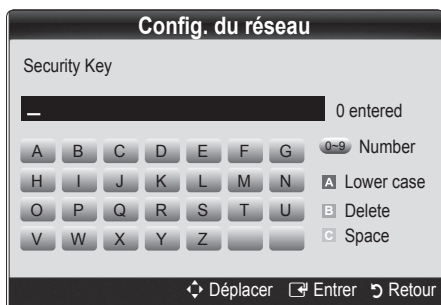 Config. du réseau
Security Key
_ 0 entered
A B C D E F G 0~9 Number
H I J K L M N A Lower case
O P Q R S T U B Delete
V W X Y Z C Space
Déplacer Entrer Retour